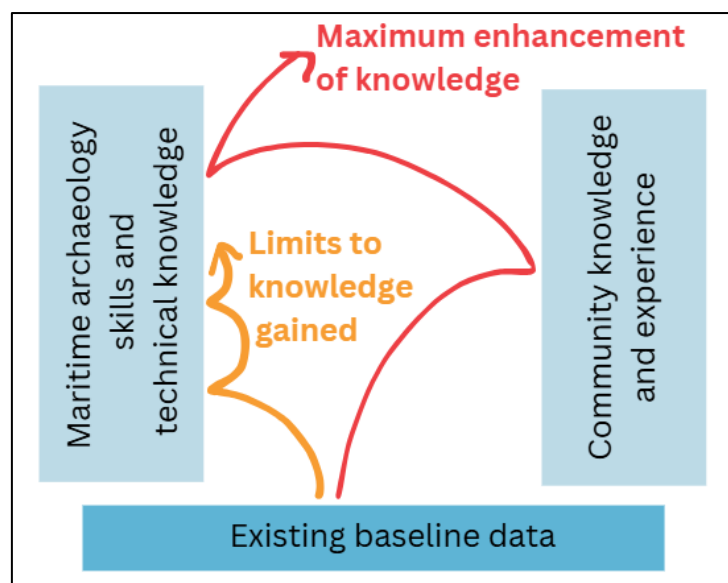 Maximum enhancement
of knowledge
Maritime archaeology
skills and
technical knowledge
Limits to
knowledge
gained
Community knowledge
and experience
Existing baseline data